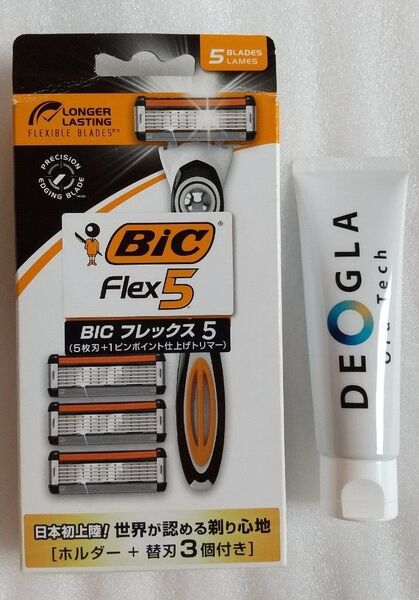 5 BLADES
LAMES
LONGER
LASTING
FLEXIBLE BLADES
PRECISION
EDGING BLADE
BIC
Flex 5
BIC フレックス 5
(5枚刃+1ピンポイント仕上げトリマー)
日本初上陸! 世界が認める剃り心地
[ホルダー + 替刃3個付き]
DEOGLA
Ora Tech